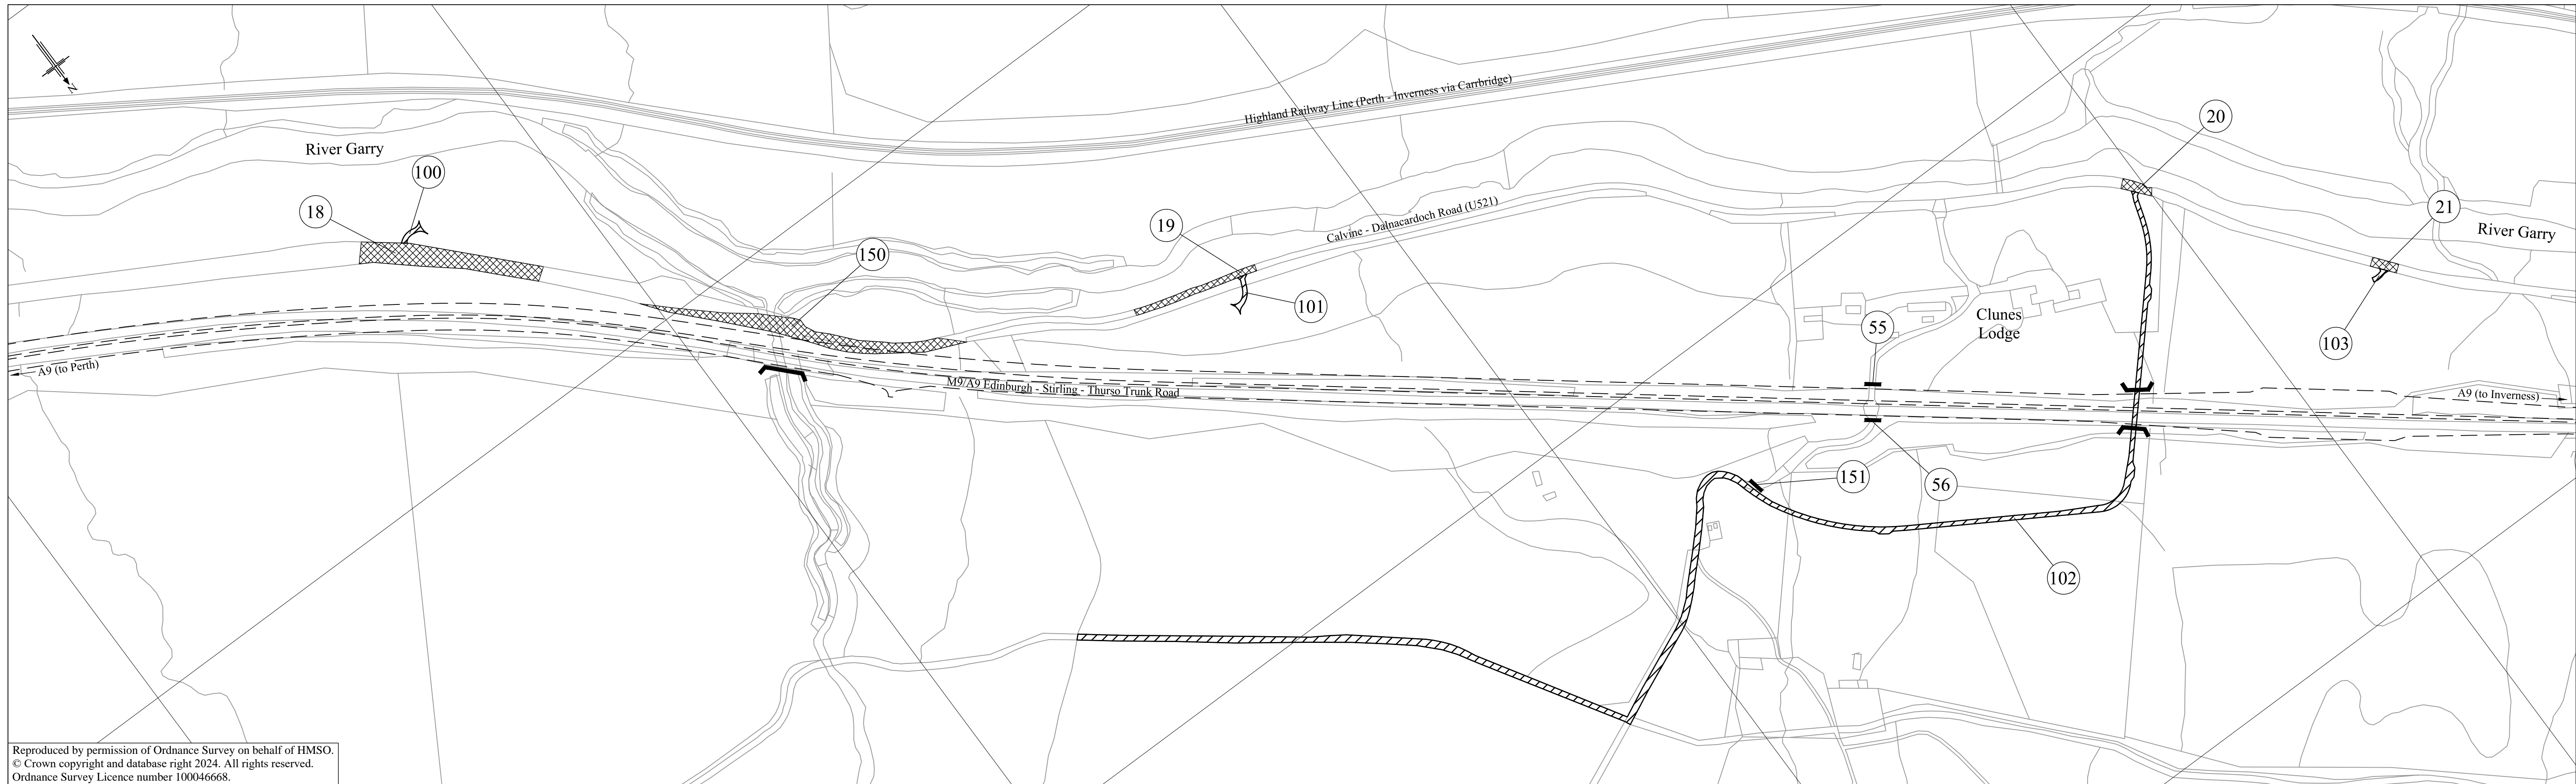 N
Highland Railway Line (Perth - Inverness via Carrbridge)
20
River Garry
100
18
21
19
Calvine - Dalnacardoch Road (U521)
River Garry
150
101
Clunes
Lodge
55
103
A9 (to Perth)
M9/A9 Edinburgh - Stirling - Thurso Trunk Road
A9 (to Inverness)
151
56
102
Reproduced by permission of Ordnance Survey on behalf of HMSO.
© Crown copyright and database right 2024. All rights reserved.
Ordnance Survey Licence number 100046668.